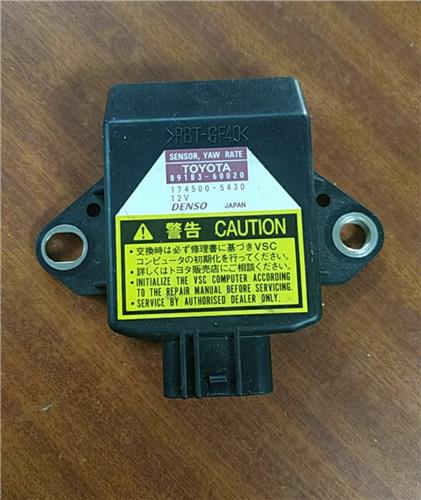 >PBT-GF40<
SENSOR, YAW RATE
TOYOTA
89183-60020
174500-5430
12V
DENSO JAPAN
警告 CAUTION
• 交換時は必ず修理書に基づきVSC
コンピュータの初期化を行ってください。
• 詳しくはトヨタ販売店にご相談ください。
• INITIALIZE THE VSC COMPUTER ACCORDING
TO THE REPAIR MANUAL BEFORE SERVICING.
• SERVICE BY AUTHORISED DEALER ONLY.